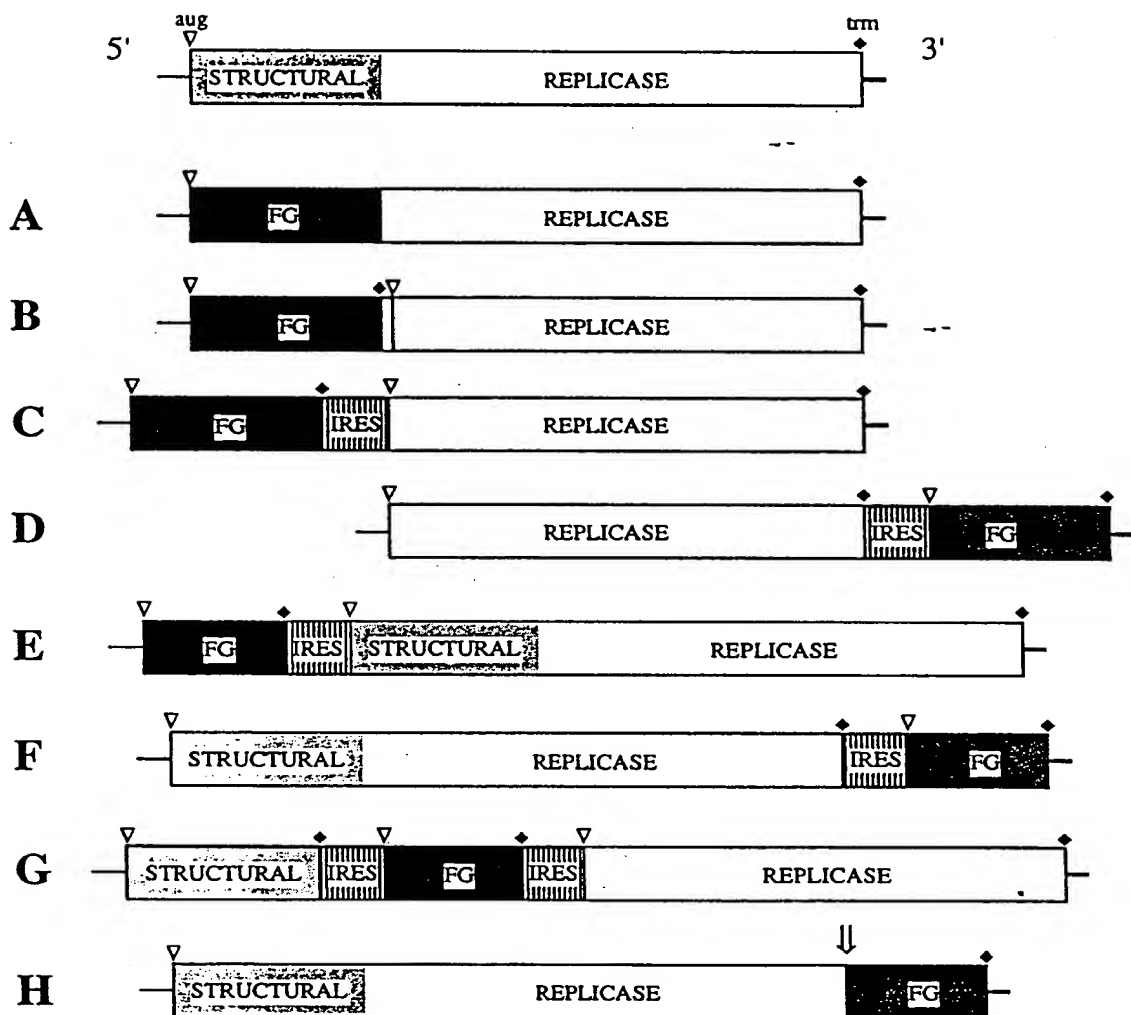 aug trm
5' 3'
STRUCTURAL REPLICASE
A FG REPLICASE
B FG REPLICASE
C FG IRES REPLICASE
D REPLICASE IRES FG
E FG IRES STRUCTURAL REPLICASE
F STRUCTURAL REPLICASE IRES FG
G STRUCTURAL IRES FG IRES REPLICASE
H STRUCTURAL REPLICASE FG